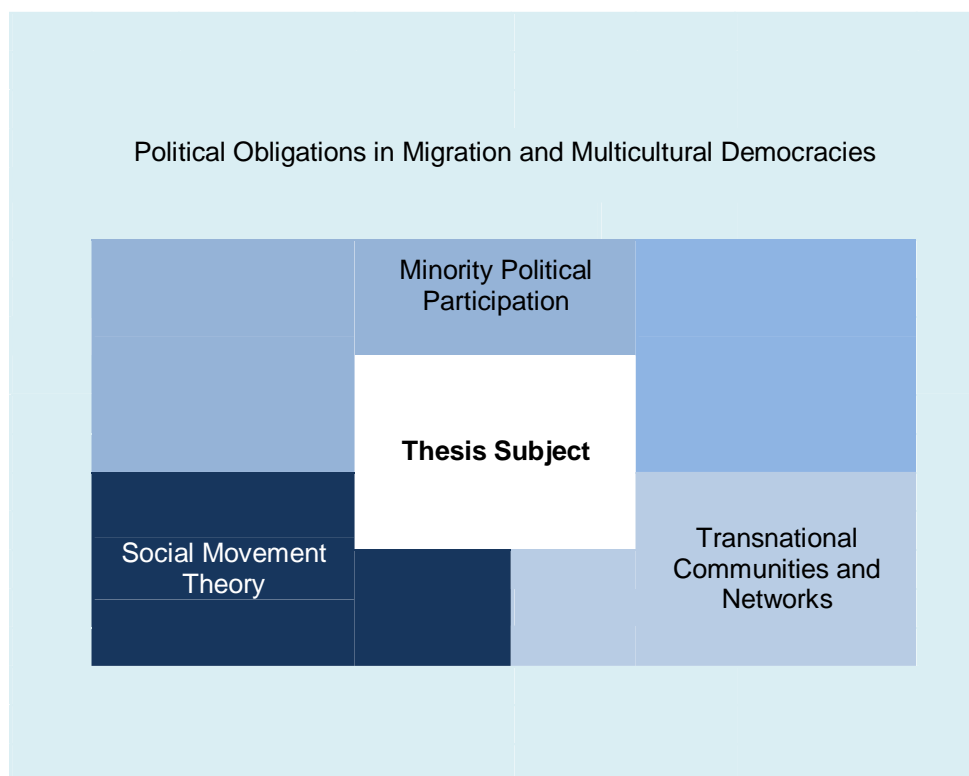 Political Obligations in Migration and Multicultural Democracies
Minority Political
Participation
Thesis Subject
Social Movement
Theory
Transnational
Communities and
Networks